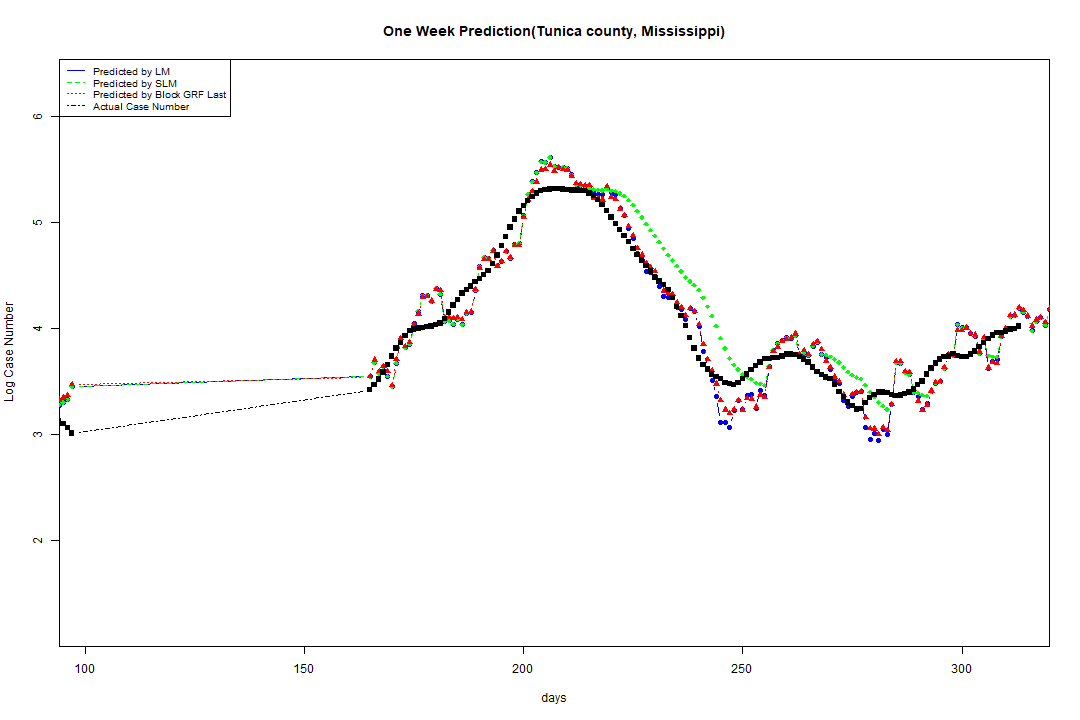 One Week Prediction(Tunica county, Mississippi)
Predicted by LM
Predicted by SLM
Predicted by Block GRF Last
Actual Case Number
6
5
4
3
2
Log Case Number
100 150 200 250 300
days